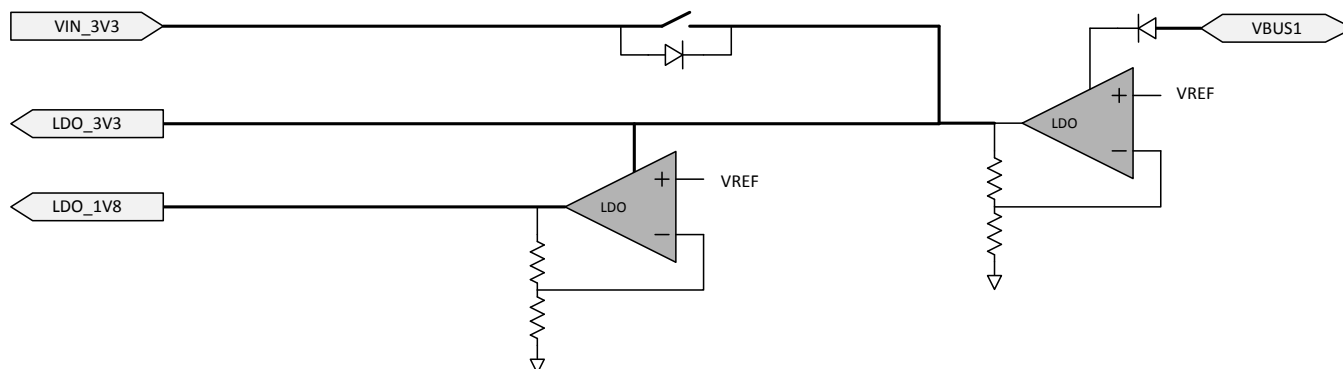 VIN_3V3
VBUS1
+ VREF
LDO_3V3
LDO
−
+ VREF
LDO_1V8
LDO
−